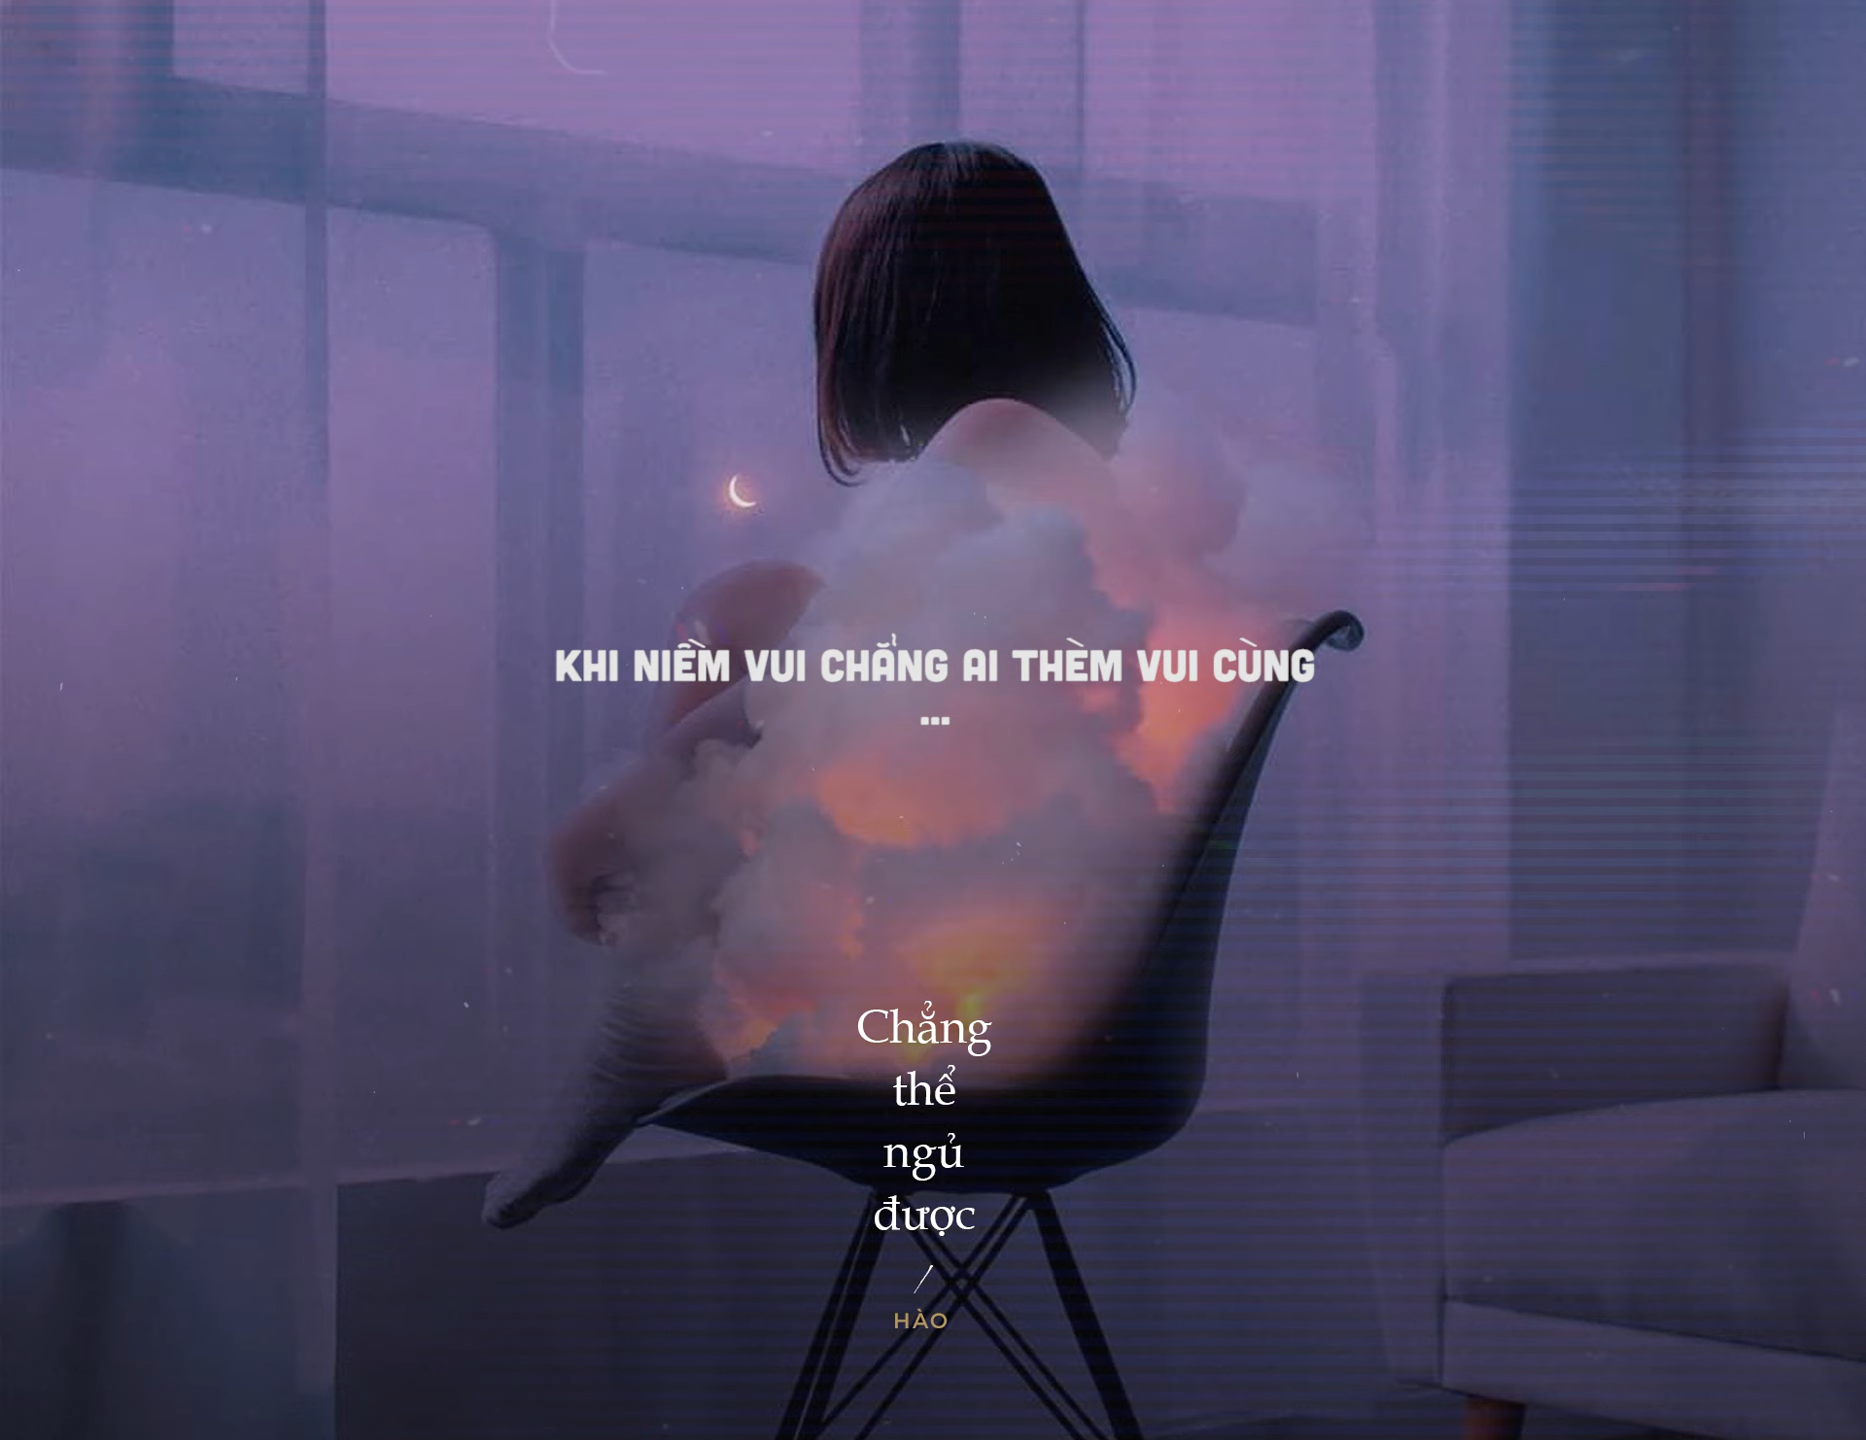 KHI NIỀM VUI CHẲNG AI THÈM VUI CÙNG
...
Chẳng
thể
ngủ
được
/
HÀO